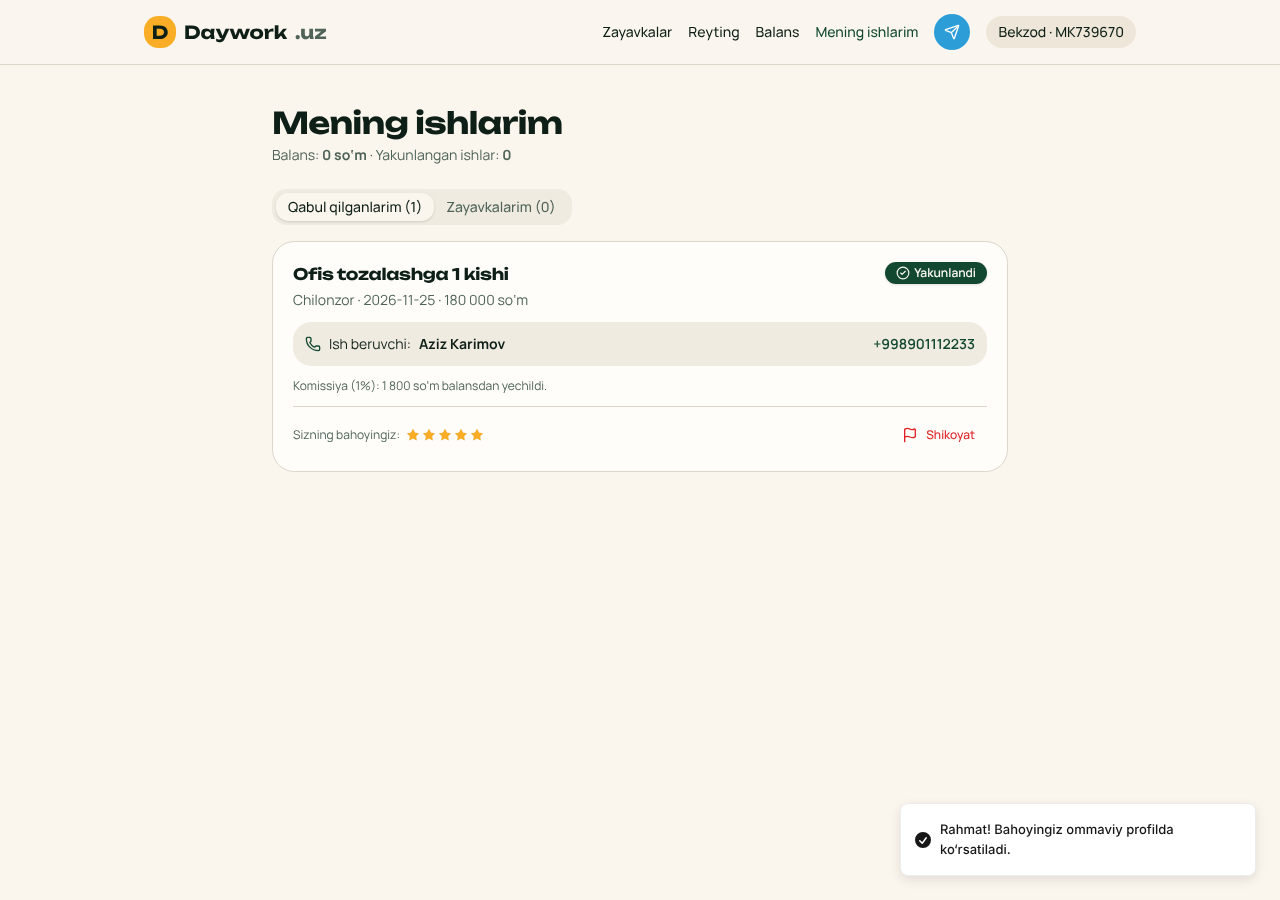 D Daywork .uz
Zayavkalar Reyting Balans Mening ishlarim Bekzod · MK739670
Mening ishlarim
Balans: 0 so'm · Yakunlangan ishlar: 0
Qabul qilganlarim (1) Zayavkalarim (0)
Ofis tozalashga 1 kishi Yakunlandi
Chilonzor · 2026-11-25 · 180 000 so'm
Ish beruvchi: Aziz Karimov +998901112233
Komissiya (1%): 1 800 so'm balansdan yechildi.
Sizning bahoyingiz: Shikoyat
Rahmat! Bahoyingiz ommaviy profilda
ko'rsatiladi.